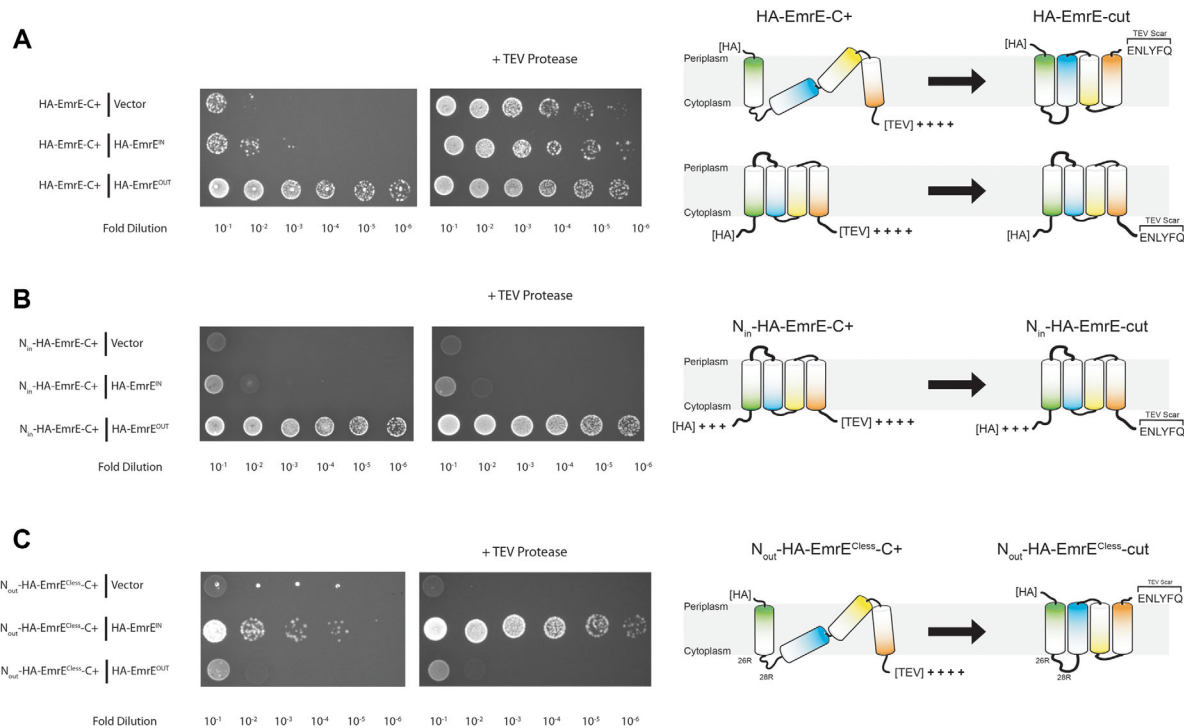 A
+ TEV Protease
HA-EmrE-C+ | Vector
HA-EmrE-C+ | HA-EmrE^IN
HA-EmrE-C+ | HA-EmrE^OUT
Fold Dilution
10^-1 10^-2 10^-3 10^-4 10^-5 10^-6
10^-1 10^-2 10^-3 10^-4 10^-5 10^-6
HA-EmrE-C+
HA-EmrE-cut
TEV Scar
[HA]
[HA]
ENLYFQ
Periplasm
Periplasm
Cytoplasm
Cytoplasm
[TEV] + + + +
Periplasm
Periplasm
Cytoplasm
Cytoplasm
[HA]
[TEV] + + + +
[HA]
TEV Scar
ENLYFQ
B
+ TEV Protease
N_in-HA-EmrE-C+ | Vector
N_in-HA-EmrE-C+ | HA-EmrE^IN
N_in-HA-EmrE-C+ | HA-EmrE^OUT
Fold Dilution
10^-1 10^-2 10^-3 10^-4 10^-5 10^-6
10^-1 10^-2 10^-3 10^-4 10^-5 10^-6
N_in-HA-EmrE-C+
N_in-HA-EmrE-cut
Periplasm
Periplasm
Cytoplasm
Cytoplasm
[HA] + + +
[TEV] + + + +
[HA] + + +
TEV Scar
ENLYFQ
C
+ TEV Protease
N_out-HA-EmrE^Cless-C+ | Vector
N_out-HA-EmrE^Cless-C+ | HA-EmrE^IN
N_out-HA-EmrE^Cless-C+ | HA-EmrE^OUT
Fold Dilution
10^-1 10^-2 10^-3 10^-4 10^-5 10^-6
10^-1 10^-2 10^-3 10^-4 10^-5 10^-6
N_out-HA-EmrE^Cless-C+
N_out-HA-EmrE^Cless-cut
TEV Scar
[HA]
[HA]
ENLYFQ
Periplasm
Periplasm
Cytoplasm
Cytoplasm
26R
28R
[TEV] + + + +
26R
28R